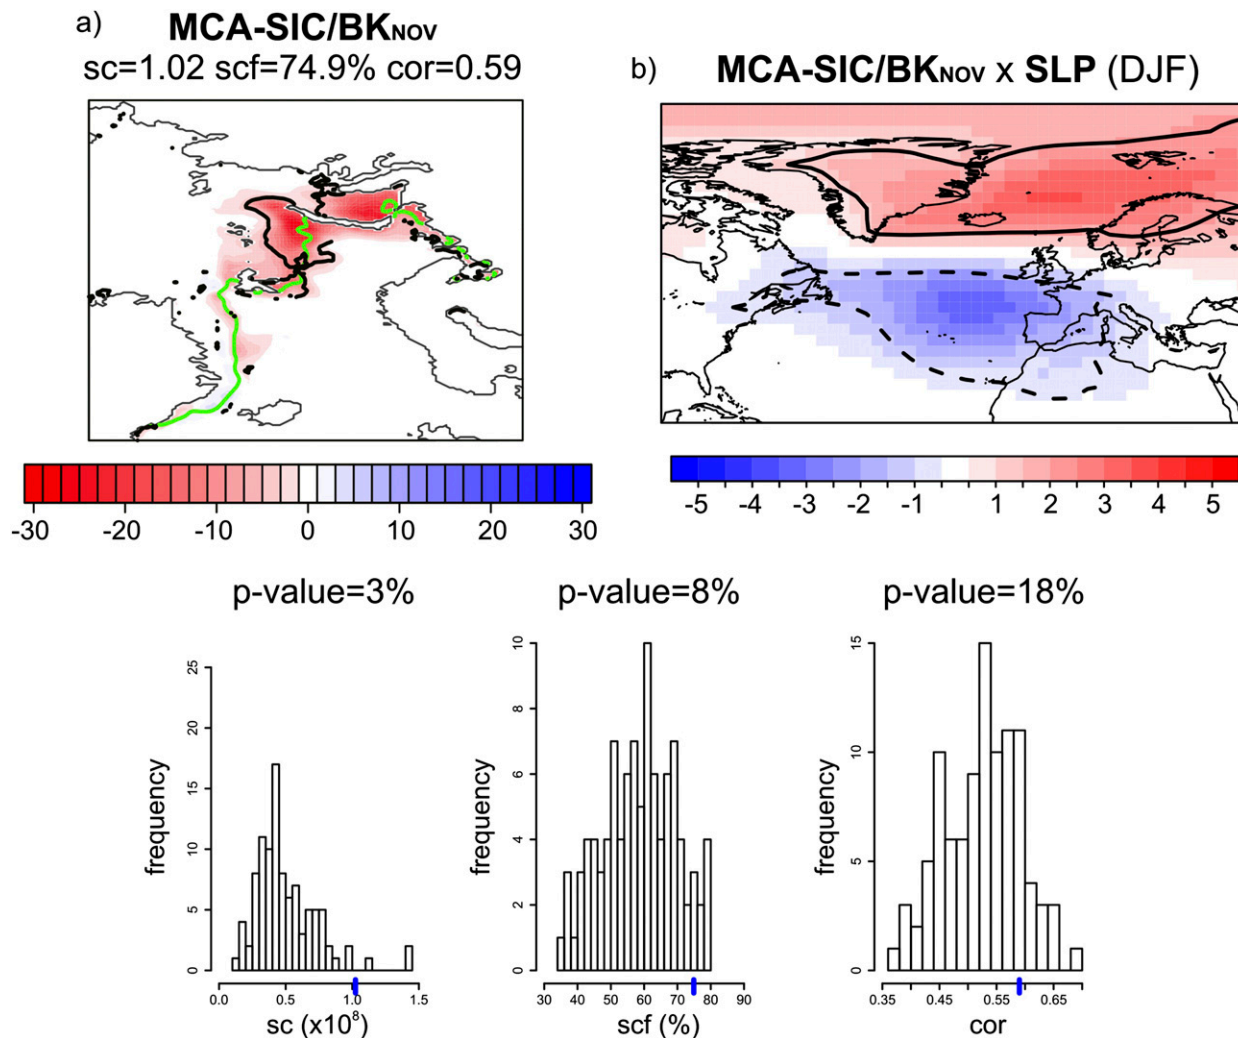 a) MCA-SIC/BKNOV
sc=1.02 scf=74.9% cor=0.59
b) MCA-SIC/BKNOV x SLP (DJF)
-30 -20 -10 0 10 20 30
-5 -4 -3 -2 -1 1 2 3 4 5
p-value=3%
frequency
0 5 10 15 20 25
0.0 0.5 1.0 1.5
sc (x10⁸)
p-value=8%
frequency
0 2 4 6 8 10
30 40 50 60 70 80 90
scf (%)
p-value=18%
frequency
0 5 10 15
0.35 0.45 0.55 0.65
cor